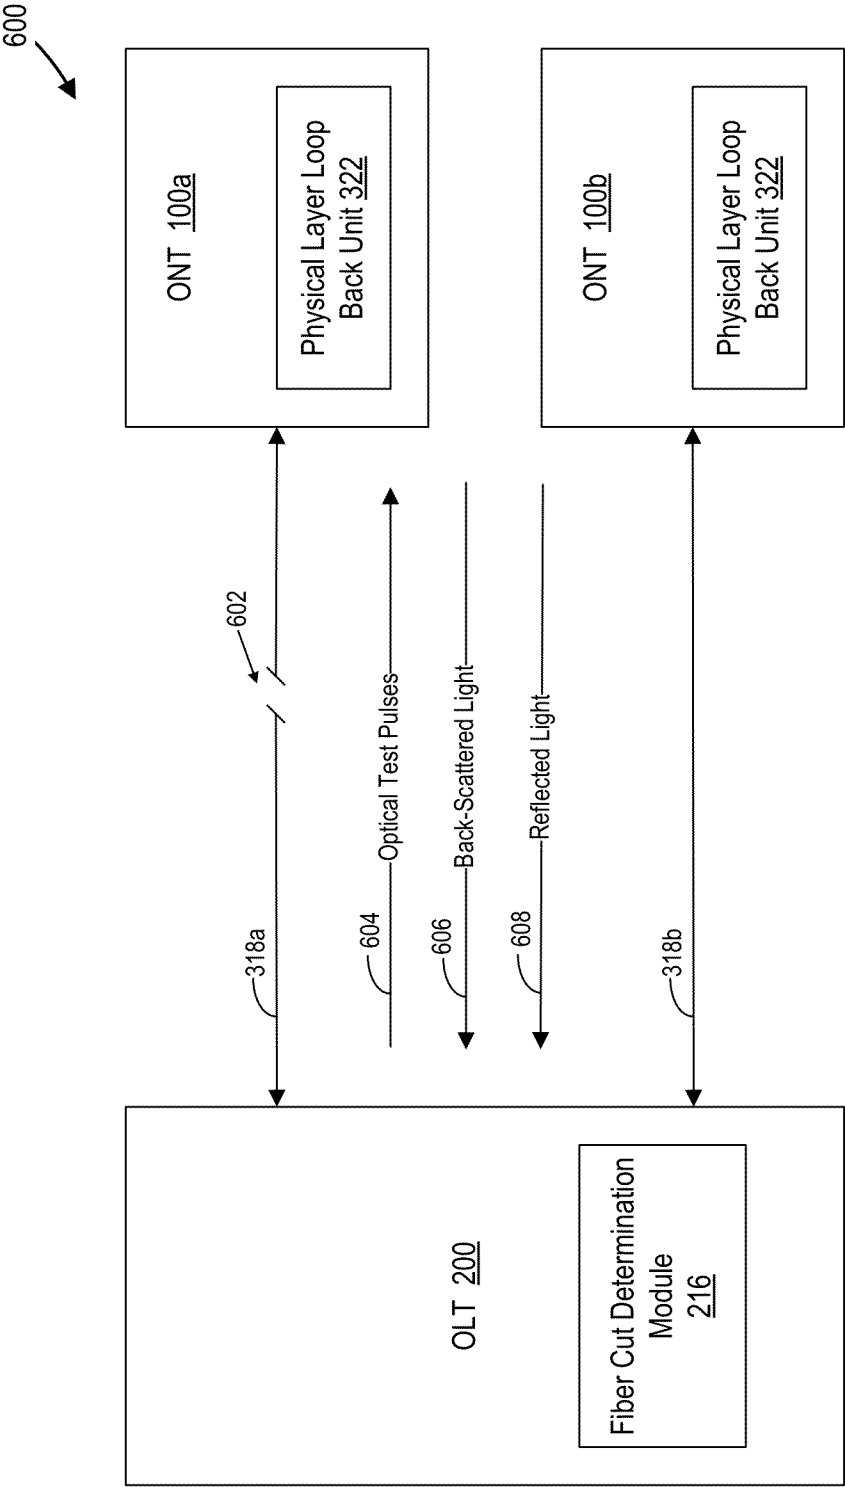 600
ONT 100a
Physical Layer Loop
Back Unit 322
ONT 100b
Physical Layer Loop
Back Unit 322
602
318a
Optical Test Pulses
604
Back-Scattered Light
606
Reflected Light
608
318b
OLT 200
Fiber Cut Determination
Module
216